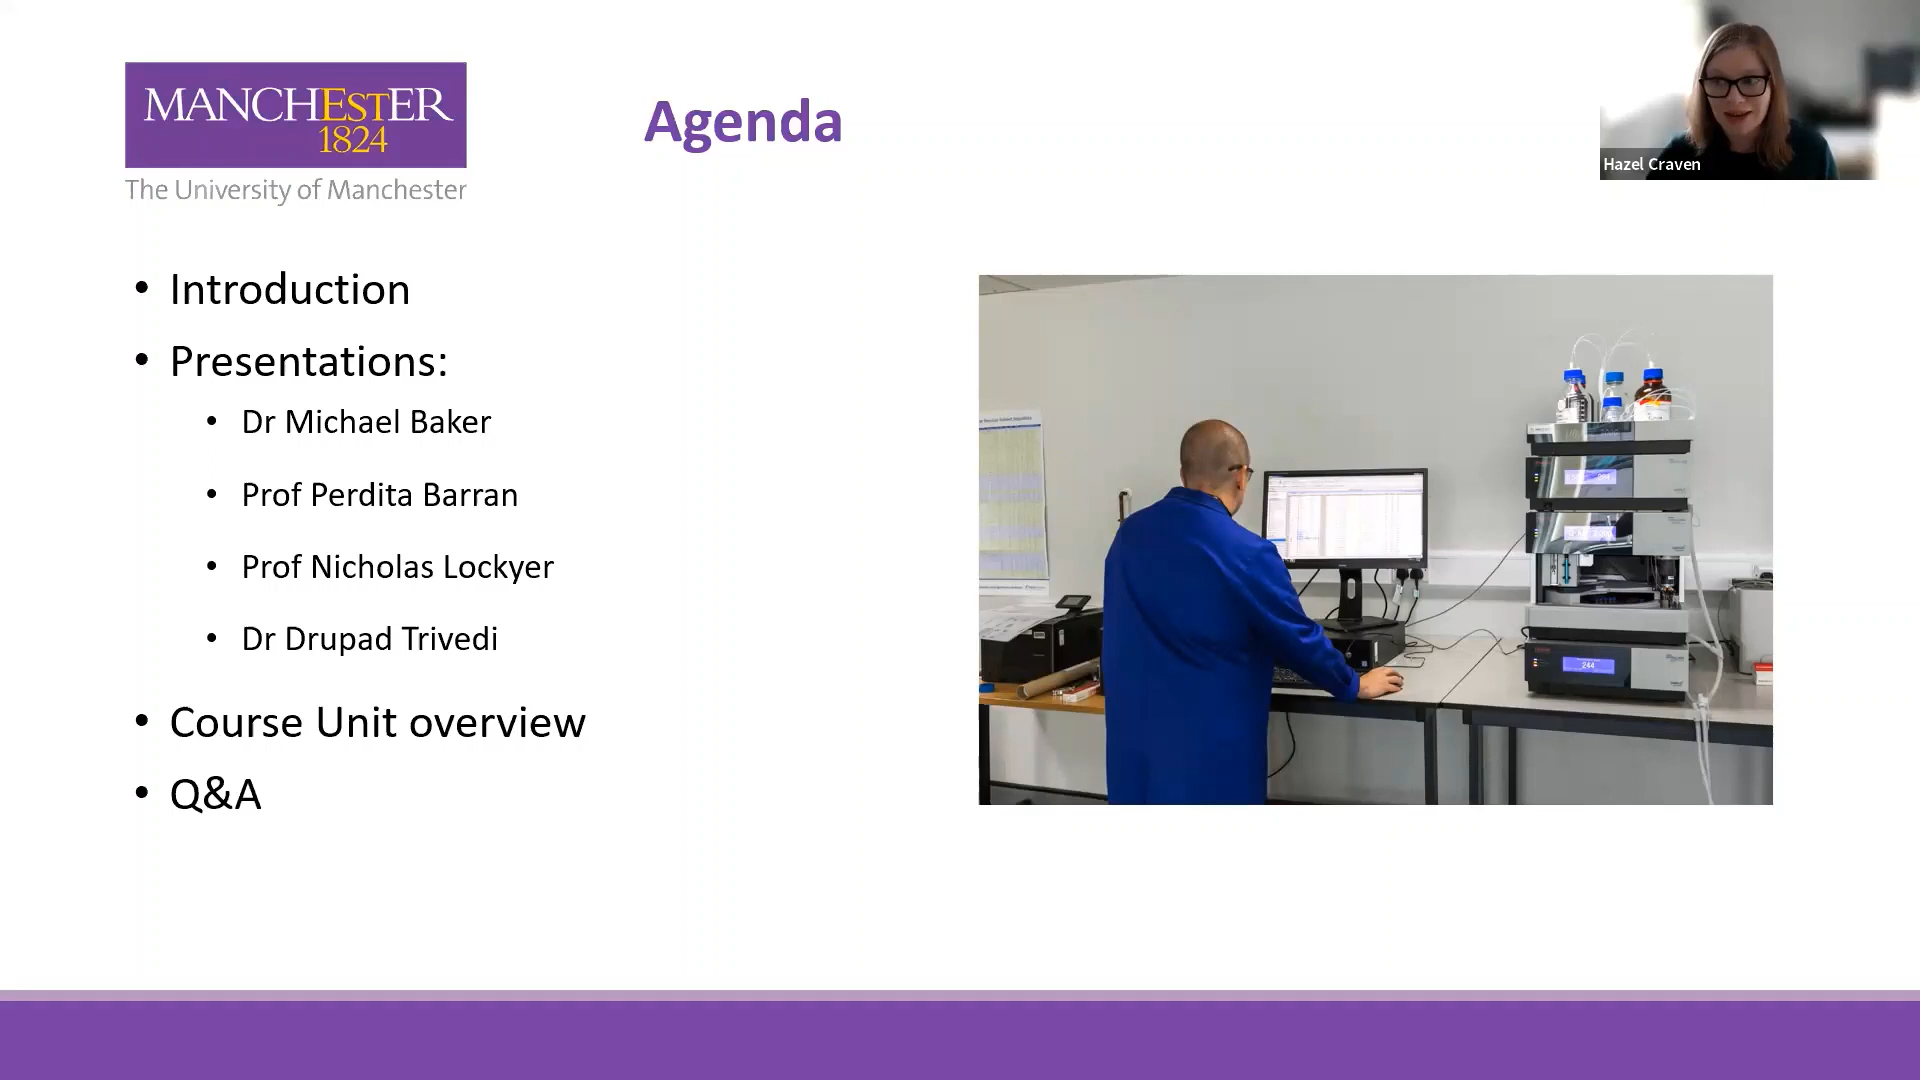 MANCHEStER
1824
The University of Manchester
Agenda
Hazel Craven
• Introduction
• Presentations:
• Dr Michael Baker
• Prof Perdita Barran
• Prof Nicholas Lockyer
• Dr Drupad Trivedi
• Course Unit overview
• Q&A
244